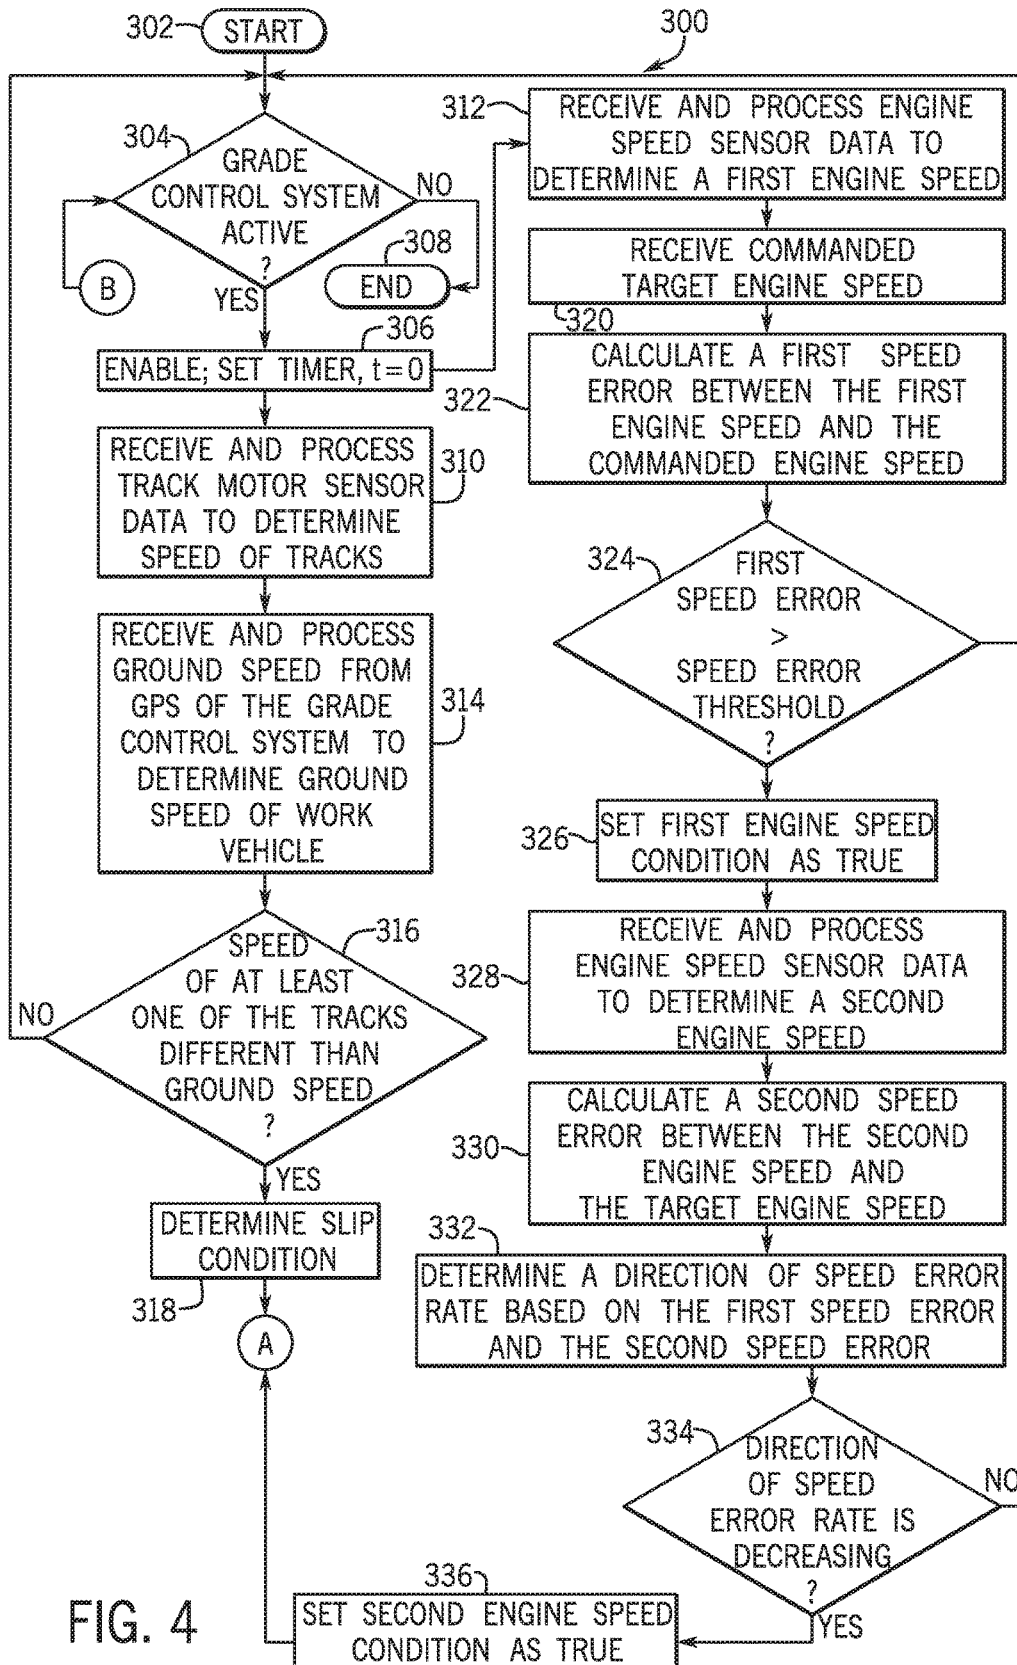 302
START
300
304
GRADE
CONTROL SYSTEM
ACTIVE
?
NO
YES
B
308
END
306
ENABLE; SET TIMER, t=0
RECEIVE AND PROCESS
TRACK MOTOR SENSOR
DATA TO DETERMINE
SPEED OF TRACKS
310
RECEIVE AND PROCESS
GROUND SPEED FROM
GPS OF THE GRADE
CONTROL SYSTEM TO
DETERMINE GROUND
SPEED OF WORK
VEHICLE
314
316
SPEED
OF AT LEAST
ONE OF THE TRACKS
DIFFERENT THAN
GROUND SPEED
?
NO
YES
DETERMINE SLIP
CONDITION
318
A
312
RECEIVE AND PROCESS ENGINE
SPEED SENSOR DATA TO
DETERMINE A FIRST ENGINE SPEED
RECEIVE COMMANDED
TARGET ENGINE SPEED
320
CALCULATE A FIRST SPEED
ERROR BETWEEN THE FIRST
ENGINE SPEED AND THE
COMMANDED ENGINE SPEED
322
324
FIRST
SPEED ERROR
>
SPEED ERROR
THRESHOLD
?
326
SET FIRST ENGINE SPEED
CONDITION AS TRUE
328
RECEIVE AND PROCESS
ENGINE SPEED SENSOR DATA
TO DETERMINE A SECOND
ENGINE SPEED
330
CALCULATE A SECOND SPEED
ERROR BETWEEN THE SECOND
ENGINE SPEED AND
THE TARGET ENGINE SPEED
332
DETERMINE A DIRECTION OF SPEED ERROR
RATE BASED ON THE FIRST SPEED ERROR
AND THE SECOND SPEED ERROR
334
DIRECTION
OF SPEED
ERROR RATE IS
DECREASING
?
NO
YES
336
SET SECOND ENGINE SPEED
CONDITION AS TRUE
FIG. 4